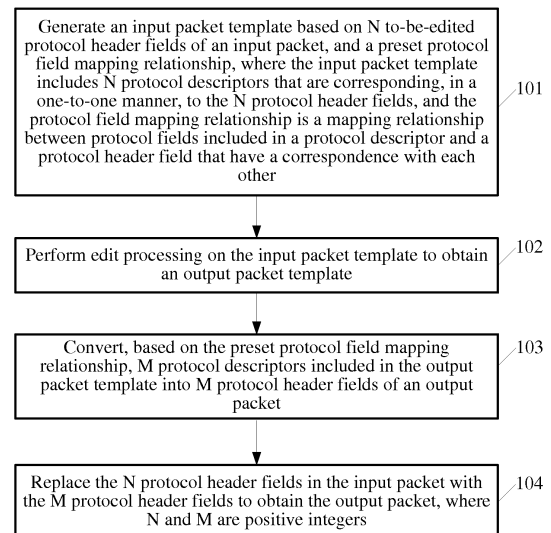 Generate an input packet template based on N to-be-edited
protocol header fields of an input packet, and a preset protocol
field mapping relationship, where the input packet template
includes N protocol descriptors that are corresponding, in a
one-to-one manner, to the N protocol header fields, and the
protocol field mapping relationship is a mapping relationship
between protocol fields included in a protocol descriptor and a
protocol header field that have a correspondence with each
other
101
Perform edit processing on the input packet template to obtain
an output packet template
102
Convert, based on the preset protocol field mapping
relationship, M protocol descriptors included in the output
packet template into M protocol header fields of an output
packet
103
Replace the N protocol header fields in the input packet with
the M protocol header fields to obtain the output packet, where
N and M are positive integers
104